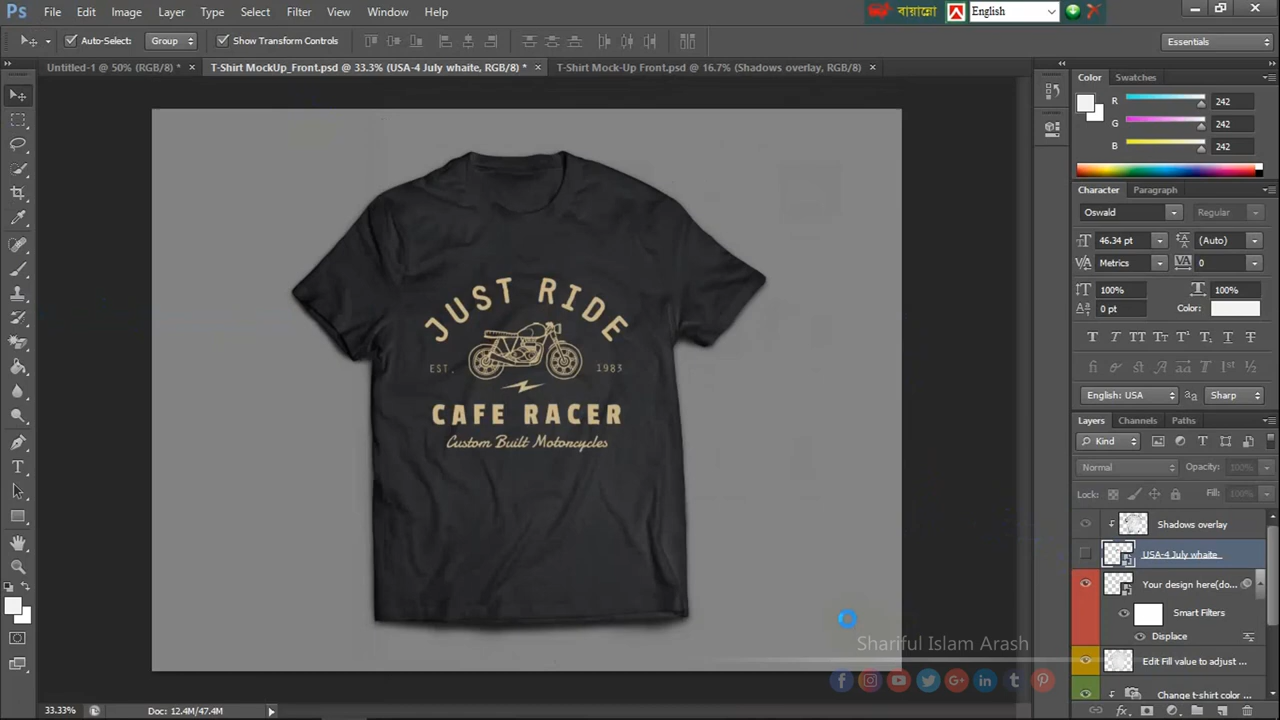 Ps File Edit Image Layer Type Select Filter View Window Help
বায়ান্নো English
Auto-Select: Group Show Transform Controls Essentials
Untitled-1 @ 50% (RGB/8) * × T-Shirt MockUp_Front.psd @ 33.3% (USA-4 July whaite, RGB/8) * × T-Shirt Mock-Up Front.psd @ 16.7% (Shadows overlay, RGB/8) ×
Color Swatches
R 242
G 242
B 242
Character Paragraph
Oswald Regular
46.34 pt (Auto)
Metrics 0
100% 100%
0 pt Color:
English: USA Sharp
Layers Channels Paths
Kind
Normal Opacity: 100%
Lock: Fill: 100%
Shadows overlay
USA-4 July whaite
Your design here(do...
Smart Filters
Displace
Edit Fill value to adjust ...
Change t-shirt color ...
JUST RIDE
EST. 1983
CAFE RACER
Custom Built Motorcycles
Shariful Islam Arash
33.33% Doc: 12.4M/47.4M